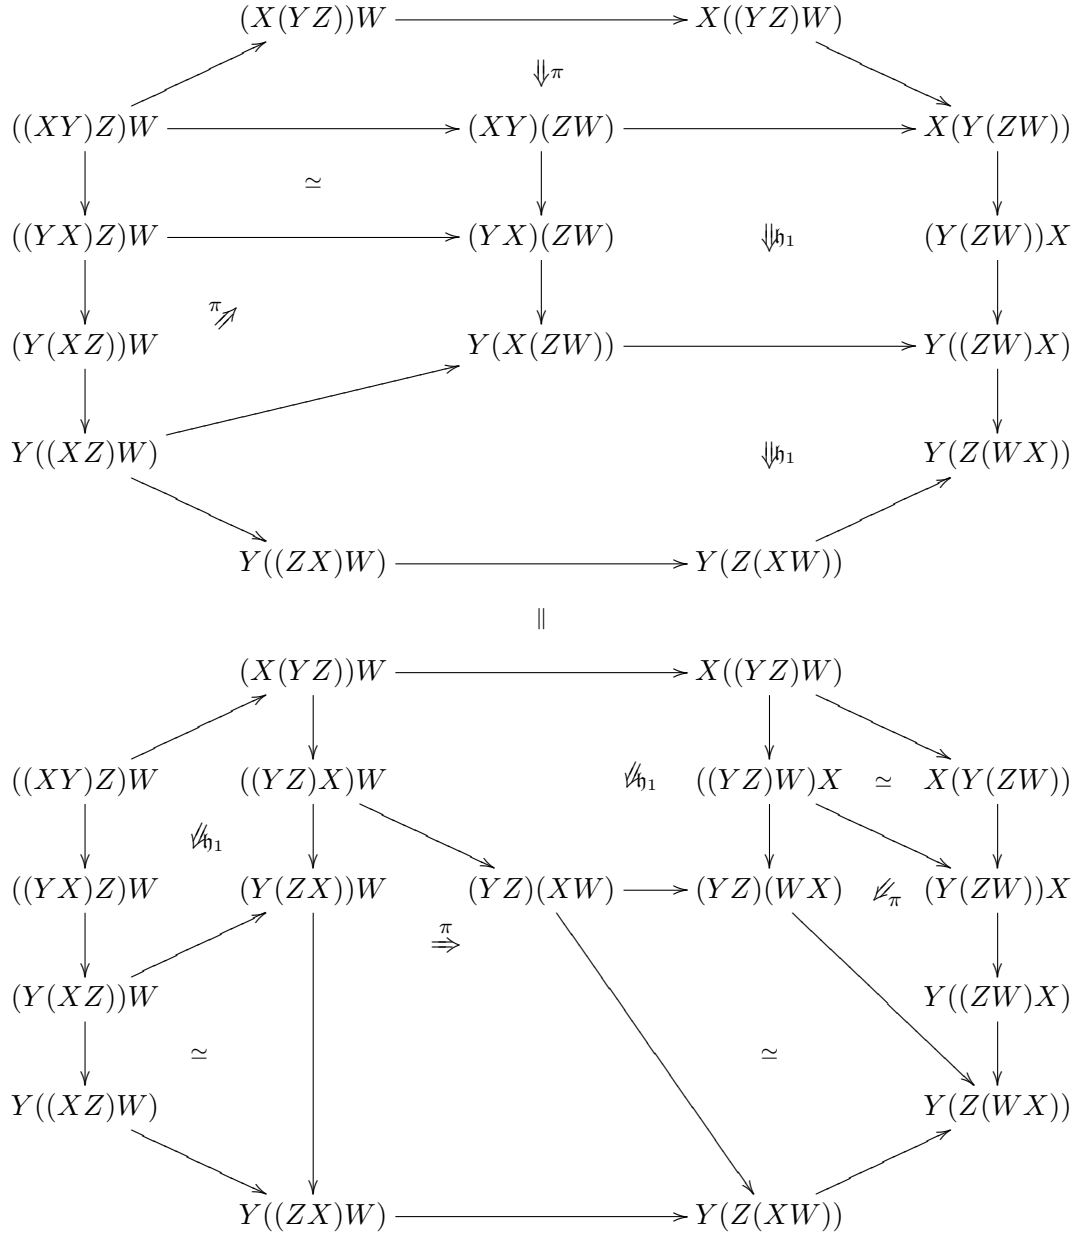 (X(YZ))W X((YZ)W)
⇓π
((XY)Z)W (XY)(ZW) X(Y(ZW))
≃
((YX)Z)W (YX)(ZW) ⇓𝔥₁ (Y(ZW))X
π ⇗
(Y(XZ))W Y(X(ZW)) Y((ZW)X)
Y((XZ)W) ⇓𝔥₁ Y(Z(WX))
Y((ZX)W) Y(Z(XW))
||
(X(YZ))W X((YZ)W)
((XY)Z)W ((YZ)X)W ⇙𝔥₁ ((YZ)W)X ≃ X(Y(ZW))
⇙𝔥₁
((YX)Z)W (Y(ZX))W (YZ)(XW) (YZ)(WX) ⇙π (Y(ZW))X
π
⇒
(Y(XZ))W Y((ZW)X)
≃ ≃
Y((XZ)W) Y(Z(WX))
Y((ZX)W) Y(Z(XW))